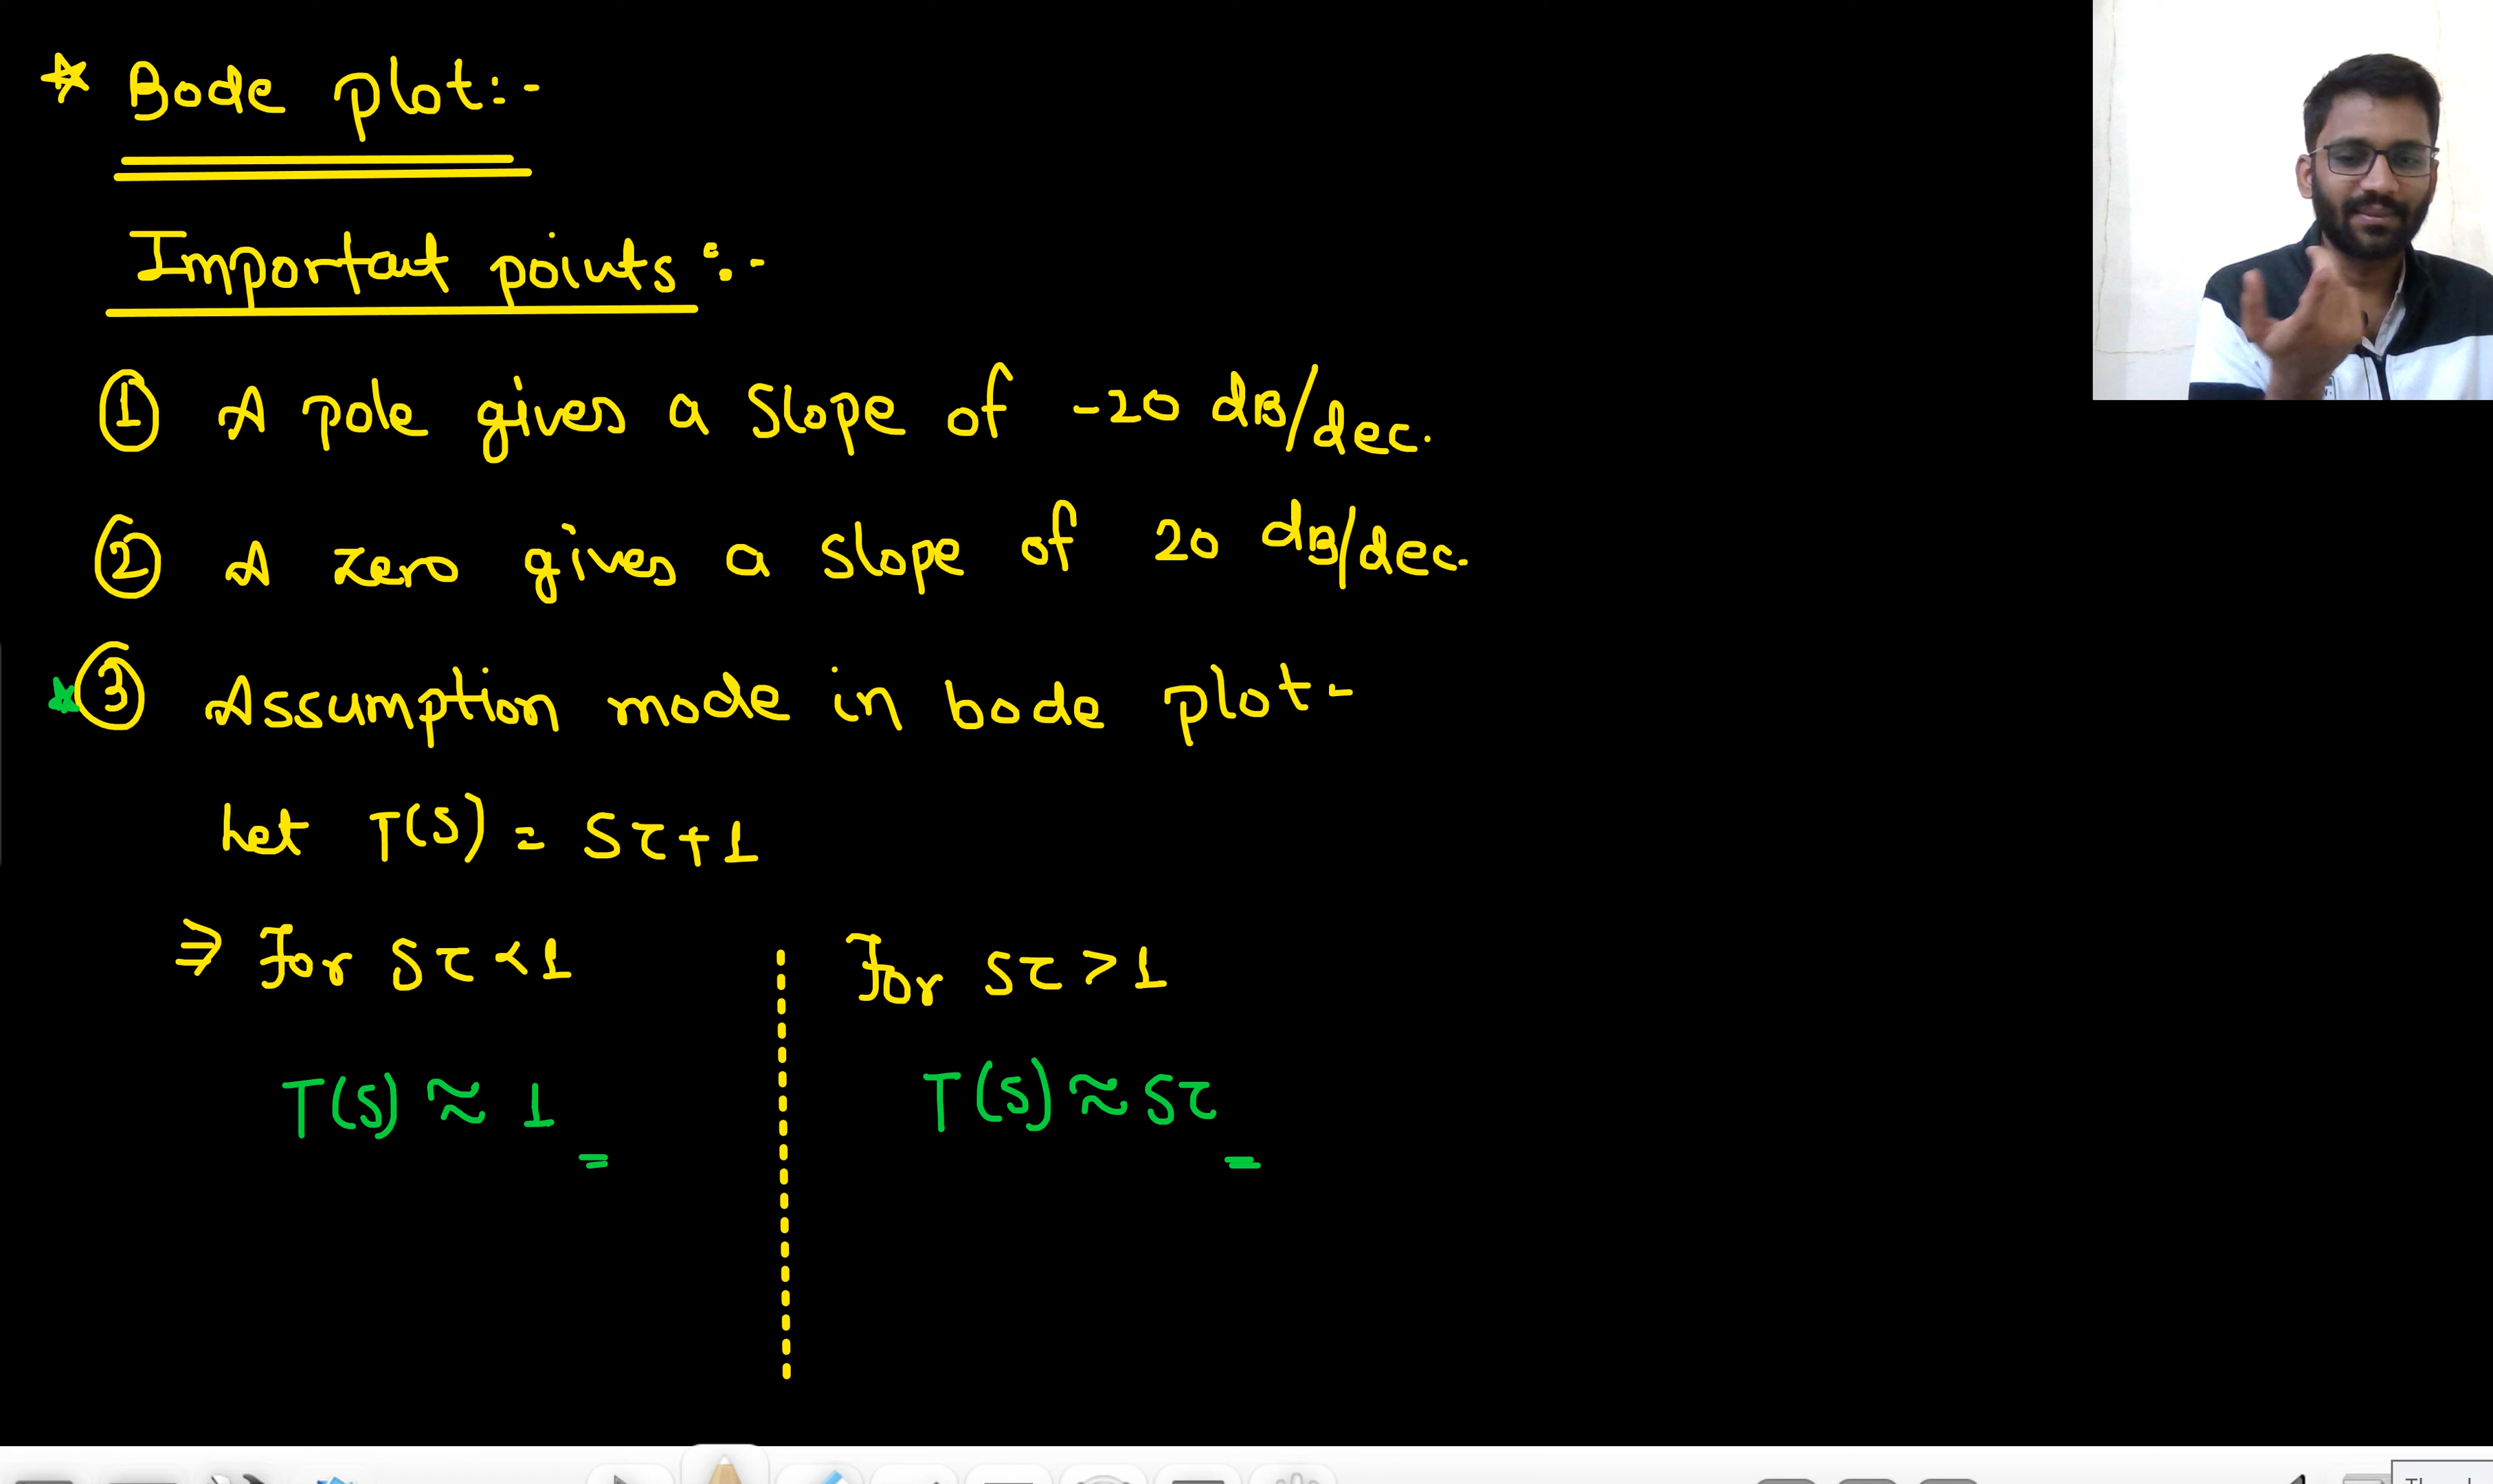 * Bode plot:-
Important points:-
① A pole gives a slope of -20 dB/dec.
② A zero gives a slope of 20 dB/dec.
* ③ Assumption mode in bode plot-
Let T(s) = sτ+1
⇒ For sτ < 1
T(s) ≈ 1
For sτ > 1
T(s) ≈ sτ